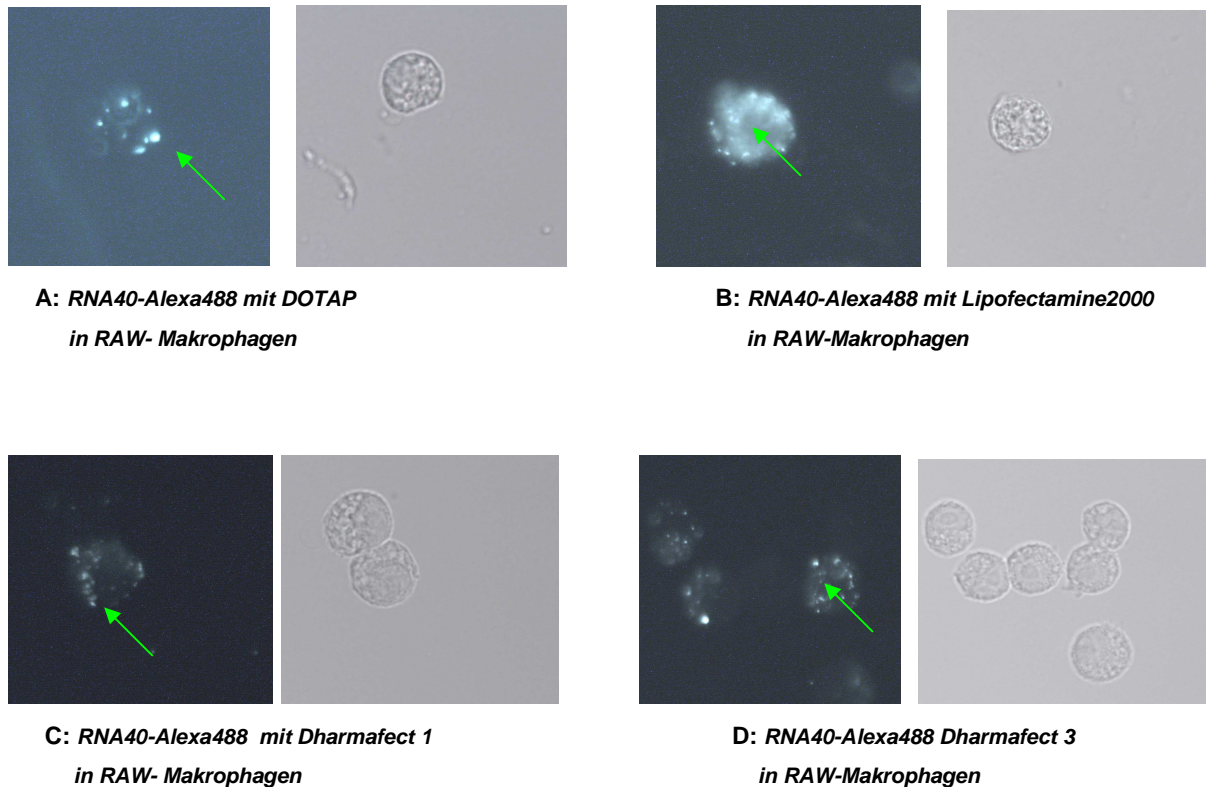 A: RNA40-Alexa488 mit DOTAP
in RAW- Makrophagen
B: RNA40-Alexa488 mit Lipofectamine2000
in RAW-Makrophagen
C: RNA40-Alexa488 mit Dharmafect 1
in RAW- Makrophagen
D: RNA40-Alexa488 Dharmafect 3
in RAW-Makrophagen